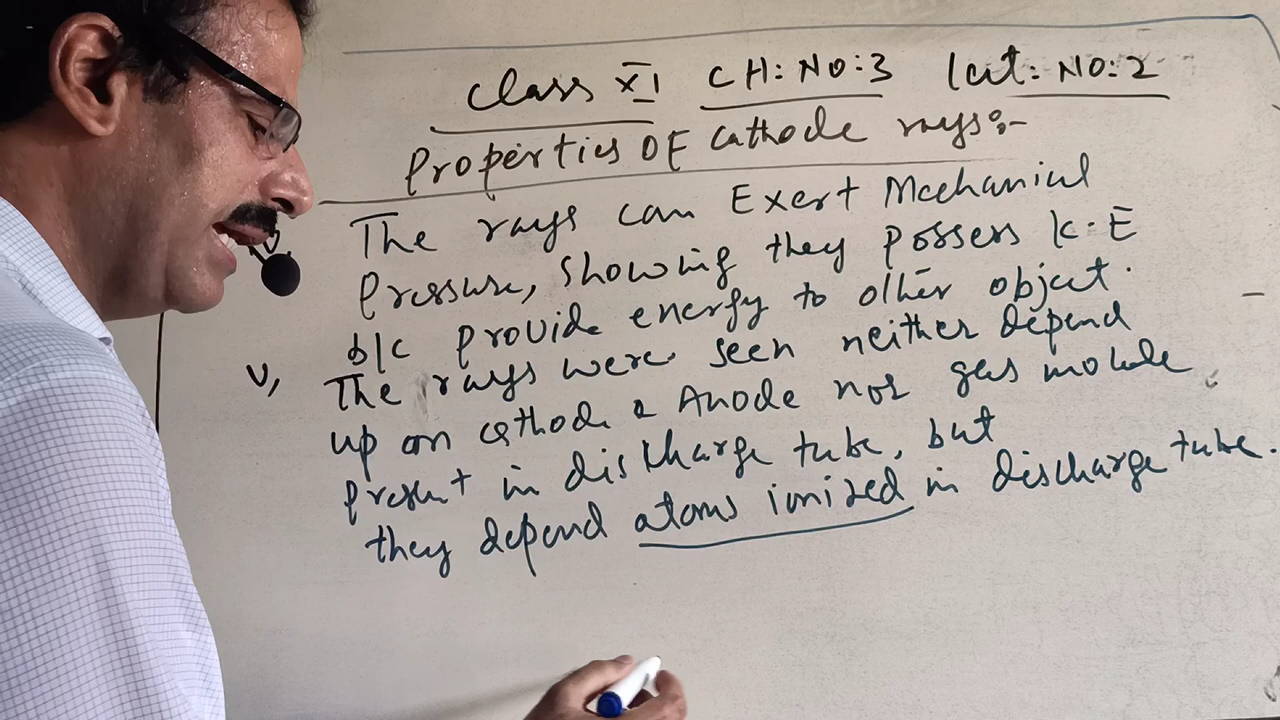 Class XI CH: NO:3 lect: NO:2
Properties OF Cathode rays:-
The rays can Exert Mechanical
Pressure, showing they possess K.E
b/c provide energy to other object.
V, The rays were seen neither depend
up on cathode & Anode nor gas molecule
present in discharge tube, but
they depend atoms ionized in discharge tube.